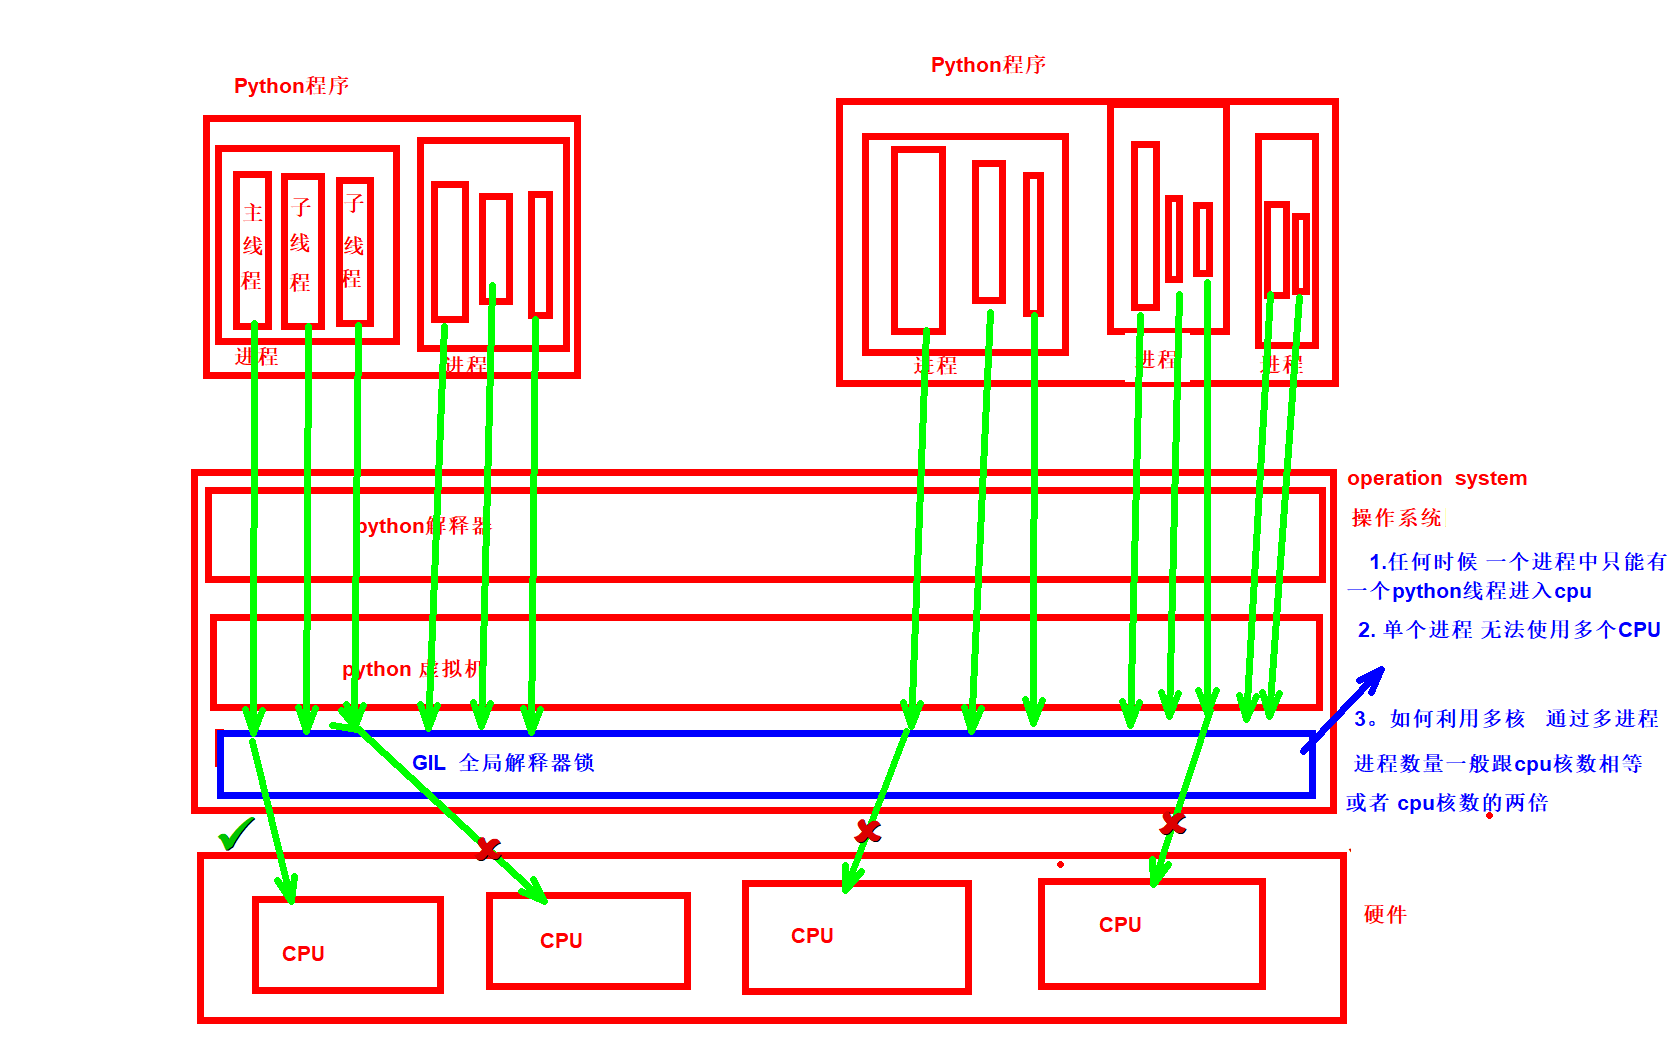 Python程序
Python程序
主线程
子线程
子线程
进程
进程
进程
进程
进程
operation system
操作系统
python解释器
1.任何时候 一个进程中只能有
一个python线程进入cpu
2. 单个进程 无法使用多个CPU
python 虚拟机
3。如何利用多核 通过多进程
GIL 全局解释器锁
进程数量一般跟cpu核数相等
或者 cpu核数的两倍
硬件
CPU
CPU
CPU
CPU